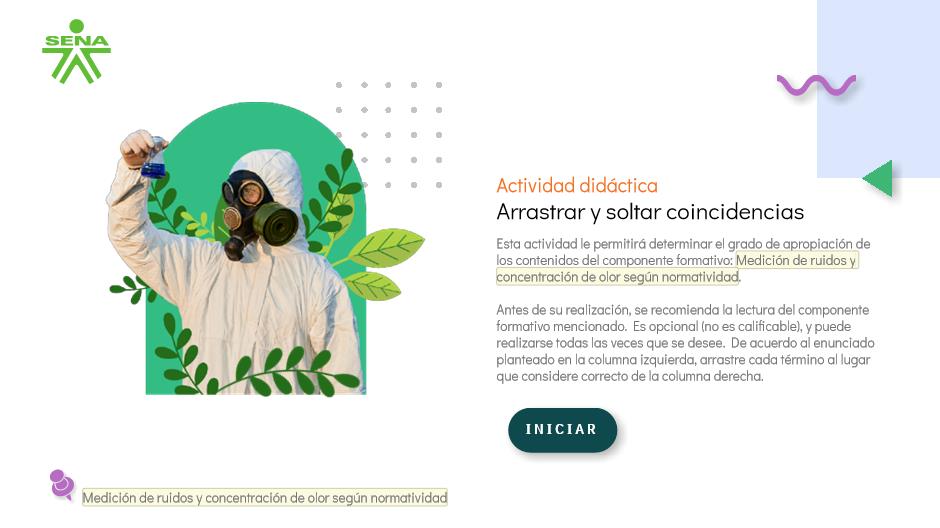 SENA
Actividad didáctica
Arrastrar y soltar coincidencias
Esta actividad le permitirá determinar el grado de apropiación de
los contenidos del componente formativo: Medición de ruidos y
concentración de olor según normatividad.
Antes de su realización, se recomienda la lectura del componente
formativo mencionado. Es opcional (no es calificable), y puede
realizarse todas las veces que se desee. De acuerdo al enunciado
planteado en la columna izquierda, arrastre cada término al lugar
que considere correcto de la columna derecha.
INICIAR
Medición de ruidos y concentración de olor según normatividad